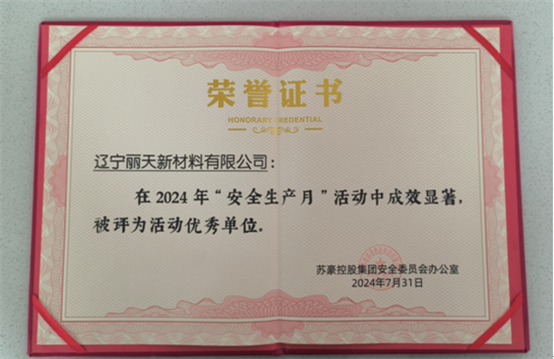 荣誉证书
HONORARY CREDENTIAL
辽宁丽天新材料有限公司：
在2024年“安全生产月”活动中成效显著，
被评为活动优秀单位。
苏豪控股集团安全委员会办公室
2024年7月31日